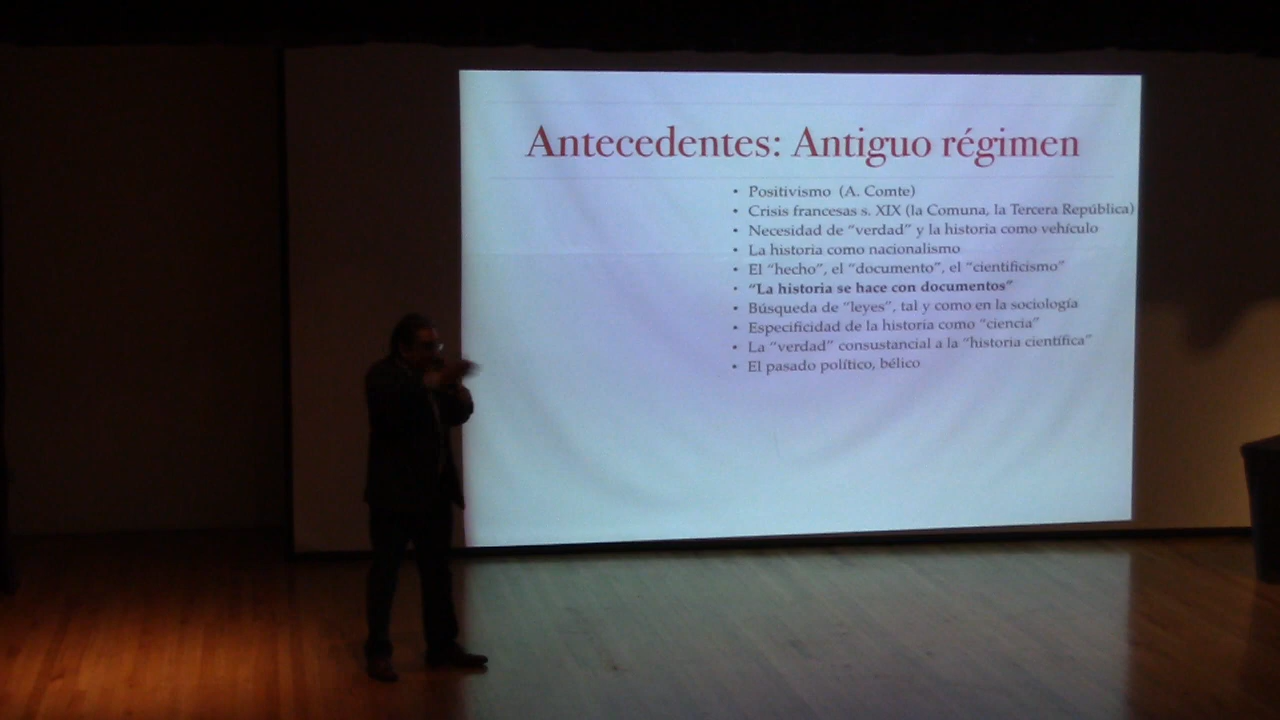 Antecedentes: Antiguo régimen
• Positivismo (A. Comte)
• Crisis francesas s. XIX (la Comuna, la Tercera República)
• Necesidad de “verdad” y la historia como vehículo
• La historia como nacionalismo
• El “hecho”, el “documento”, el “cientificismo”
• “La historia se hace con documentos”
• Búsqueda de “leyes”, tal y como en la sociología
• Especificidad de la historia como “ciencia”
• La “verdad” consustancial a la “historia científica”
• El pasado político, bélico